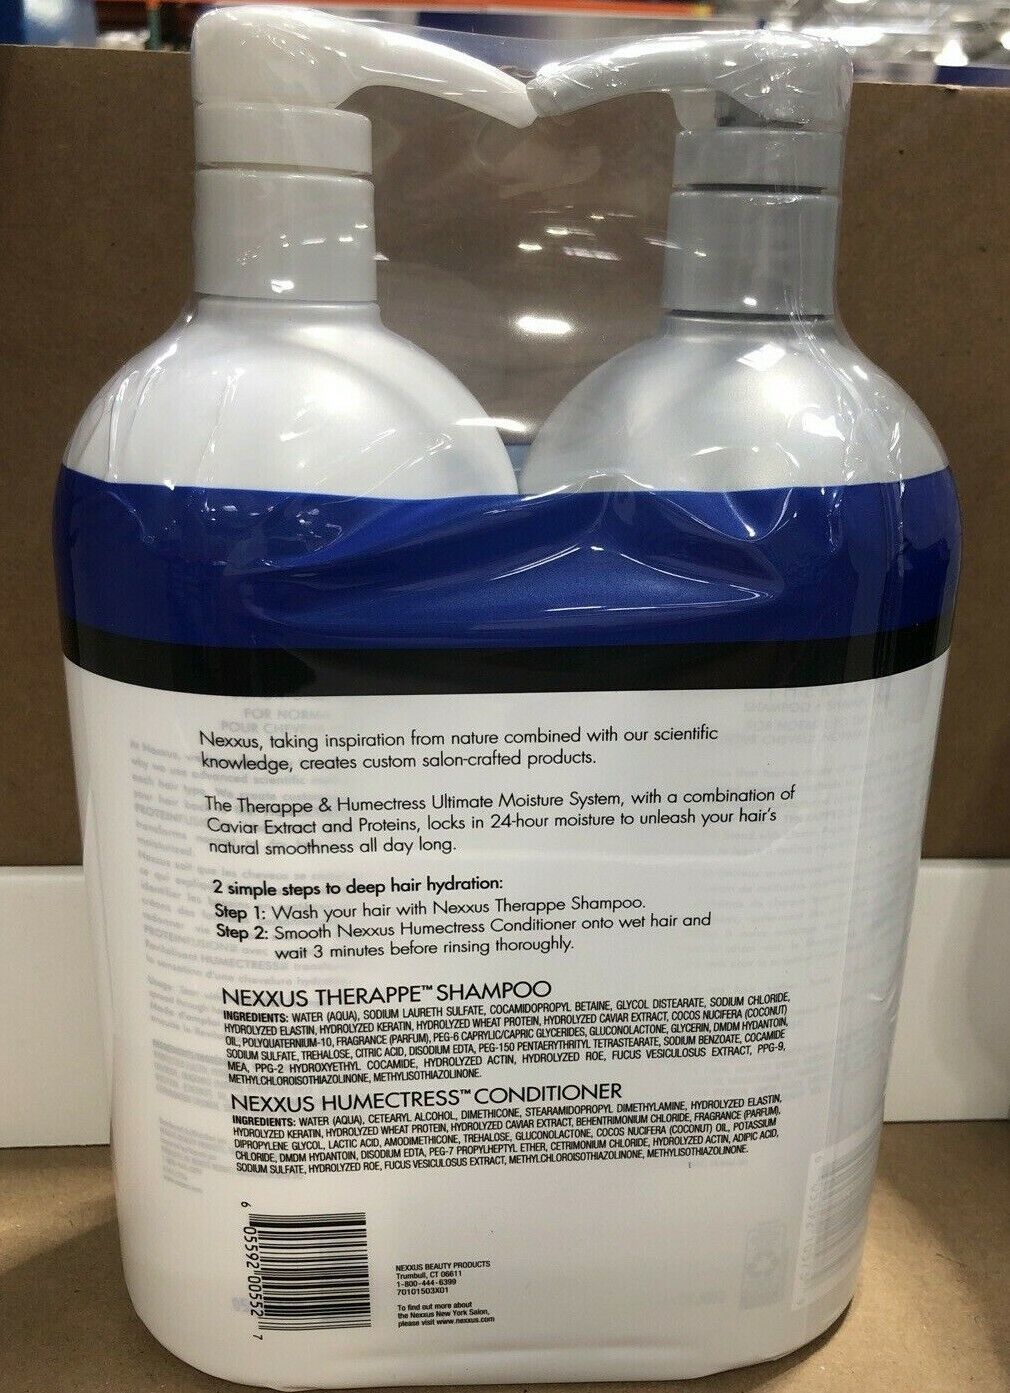 Nexxus, taking inspiration from nature combined with our scientific
knowledge, creates custom salon-crafted products.
The Therappe & Humectress Ultimate Moisture System, with a combination of
Caviar Extract and Proteins, locks in 24-hour moisture to unleash your hair's
natural smoothness all day long.
2 simple steps to deep hair hydration:
Step 1: Wash your hair with Nexxus Therappe Shampoo.
Step 2: Smooth Nexxus Humectress Conditioner onto wet hair and
wait 3 minutes before rinsing thoroughly.
NEXXUS THERAPPE™ SHAMPOO
INGREDIENTS: WATER (AQUA), SODIUM LAURETH SULFATE, COCAMIDOPROPYL BETAINE, GLYCOL DISTEARATE, SODIUM CHLORIDE,
HYDROLYZED ELASTIN, HYDROLYZED KERATIN, HYDROLYZED WHEAT PROTEIN, HYDROLYZED CAVIAR EXTRACT, COCOS NUCIFERA (COCONUT)
OIL, POLYQUATERNIUM-10, FRAGRANCE (PARFUM), PEG-6 CAPRYLIC/CAPRIC GLYCERIDES, GLUCONOLACTONE, GLYCERIN, DMDM HYDANTOIN,
SODIUM SULFATE, TREHALOSE, CITRIC ACID, DISODIUM EDTA, PEG-150 PENTAERYTHRITYL TETRASTEARATE, SODIUM BENZOATE, COCAMIDE
MEA, PPG-2 HYDROXYETHYL COCAMIDE, HYDROLYZED ACTIN, HYDROLYZED ROE, FUCUS VESICULOSUS EXTRACT, PPG-9,
METHYLCHLOROISOTHIAZOLINONE, METHYLISOTHIAZOLINONE.
NEXXUS HUMECTRESS™ CONDITIONER
INGREDIENTS: WATER (AQUA), CETEARYL ALCOHOL, DIMETHICONE, STEARAMIDOPROPYL DIMETHYLAMINE, HYDROLYZED ELASTIN,
HYDROLYZED KERATIN, HYDROLYZED WHEAT PROTEIN, HYDROLYZED CAVIAR EXTRACT, BEHENTRIMONIUM CHLORIDE, FRAGRANCE (PARFUM),
DIPROPYLENE GLYCOL, LACTIC ACID, AMODIMETHICONE, TREHALOSE, GLUCONOLACTONE, COCOS NUCIFERA (COCONUT) OIL, POTASSIUM
CHLORIDE, DMDM HYDANTOIN, DISODIUM EDTA, PEG-7 PROPYLHEPTYL ETHER, CETRIMONIUM CHLORIDE, HYDROLYZED ACTIN, ADIPIC ACID,
SODIUM SULFATE, HYDROLYZED ROE, FUCUS VESICULOSUS EXTRACT, METHYLCHLOROISOTHIAZOLINONE, METHYLISOTHIAZOLINONE.
6 05592 00552 7
NEXXUS BEAUTY PRODUCTS
Trumbull, CT 06611
1-800-444-6399
70101503X01
To find out more about
the Nexxus New York Salon,
please visit www.nexxus.com